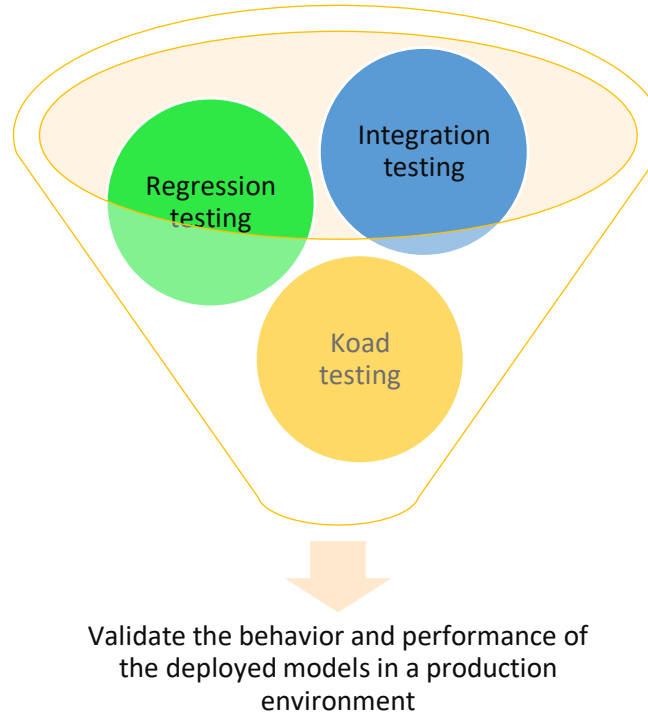 Integration
testing
Regression
testing
Koad
testing
Validate the behavior and performance of
the deployed models in a production
environment